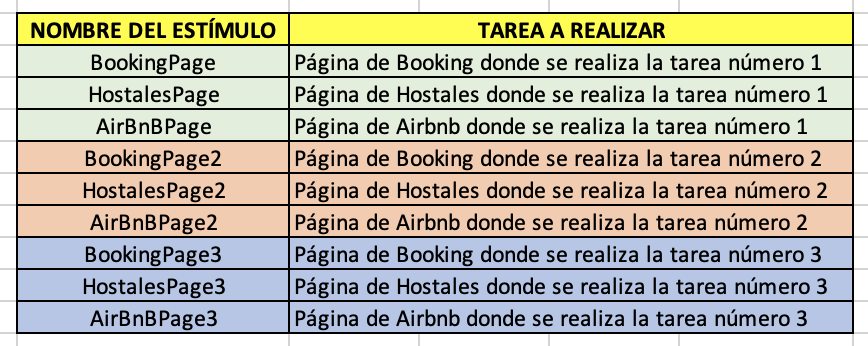 NOMBRE DEL ESTÍMULO TAREA A REALIZAR
BookingPage Página de Booking donde se realiza la tarea número 1
HostalesPage Página de Hostales donde se realiza la tarea número 1
AirBnBPage Página de Airbnb donde se realiza la tarea número 1
BookingPage2 Página de Booking donde se realiza la tarea número 2
HostalesPage2 Página de Hostales donde se realiza la tarea número 2
AirBnBPage2 Página de Airbnb donde se realiza la tarea número 2
BookingPage3 Página de Booking donde se realiza la tarea número 3
HostalesPage3 Página de Hostales donde se realiza la tarea número 3
AirBnBPage3 Página de Airbnb donde se realiza la tarea número 3